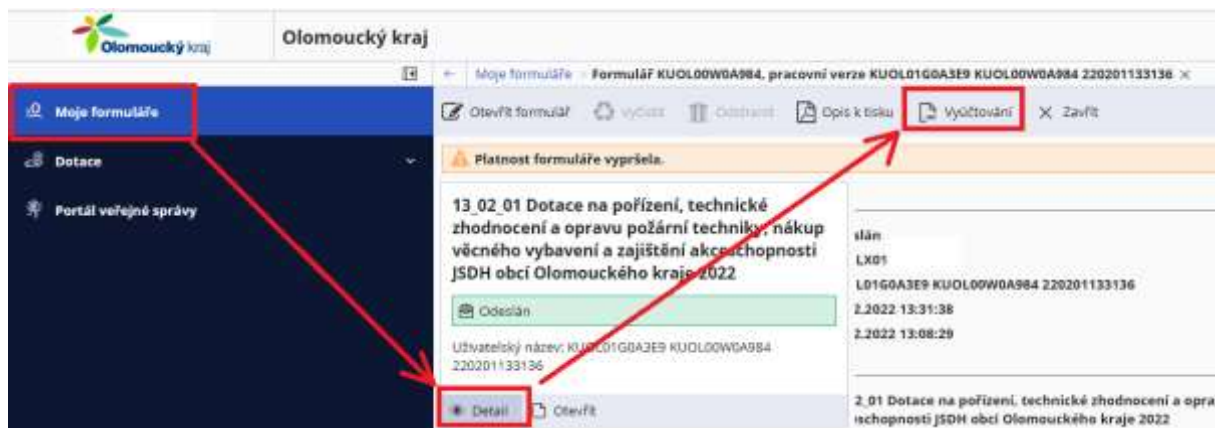 Olomoucký kraj
Olomoucký kraj
← Moje formuláře Formulář KUOL00W0A984, pracovní verze KUOL01G0A3E9 KUOL00W0A984 220201133136 ×
Moje formuláře
Otevřít formulář Vyčistit Odstranit Opis k tisku Vyúčtování × Zavřít
Dotace
Platnost formuláře vypršela.
Portál veřejné správy
13_02_01 Dotace na pořízení, technické
zhodnocení a opravu požární techniky, nákup
věcného vybavení a zajištění akceschopnosti
JSDH obcí Olomouckého kraje 2022
Odeslán
Uživatelský název: KUOL01G0A3E9 KUOL00W0A984
220201133136
Detail Otevřít
slán
LX01
L01G0A3E9 KUOL00W0A984 220201133136
2.2022 13:31:38
2.2022 13:08:29
2_01 Dotace na pořízení, technické zhodnocení a opra
schopnosti JSDH obcí Olomouckého kraje 2022